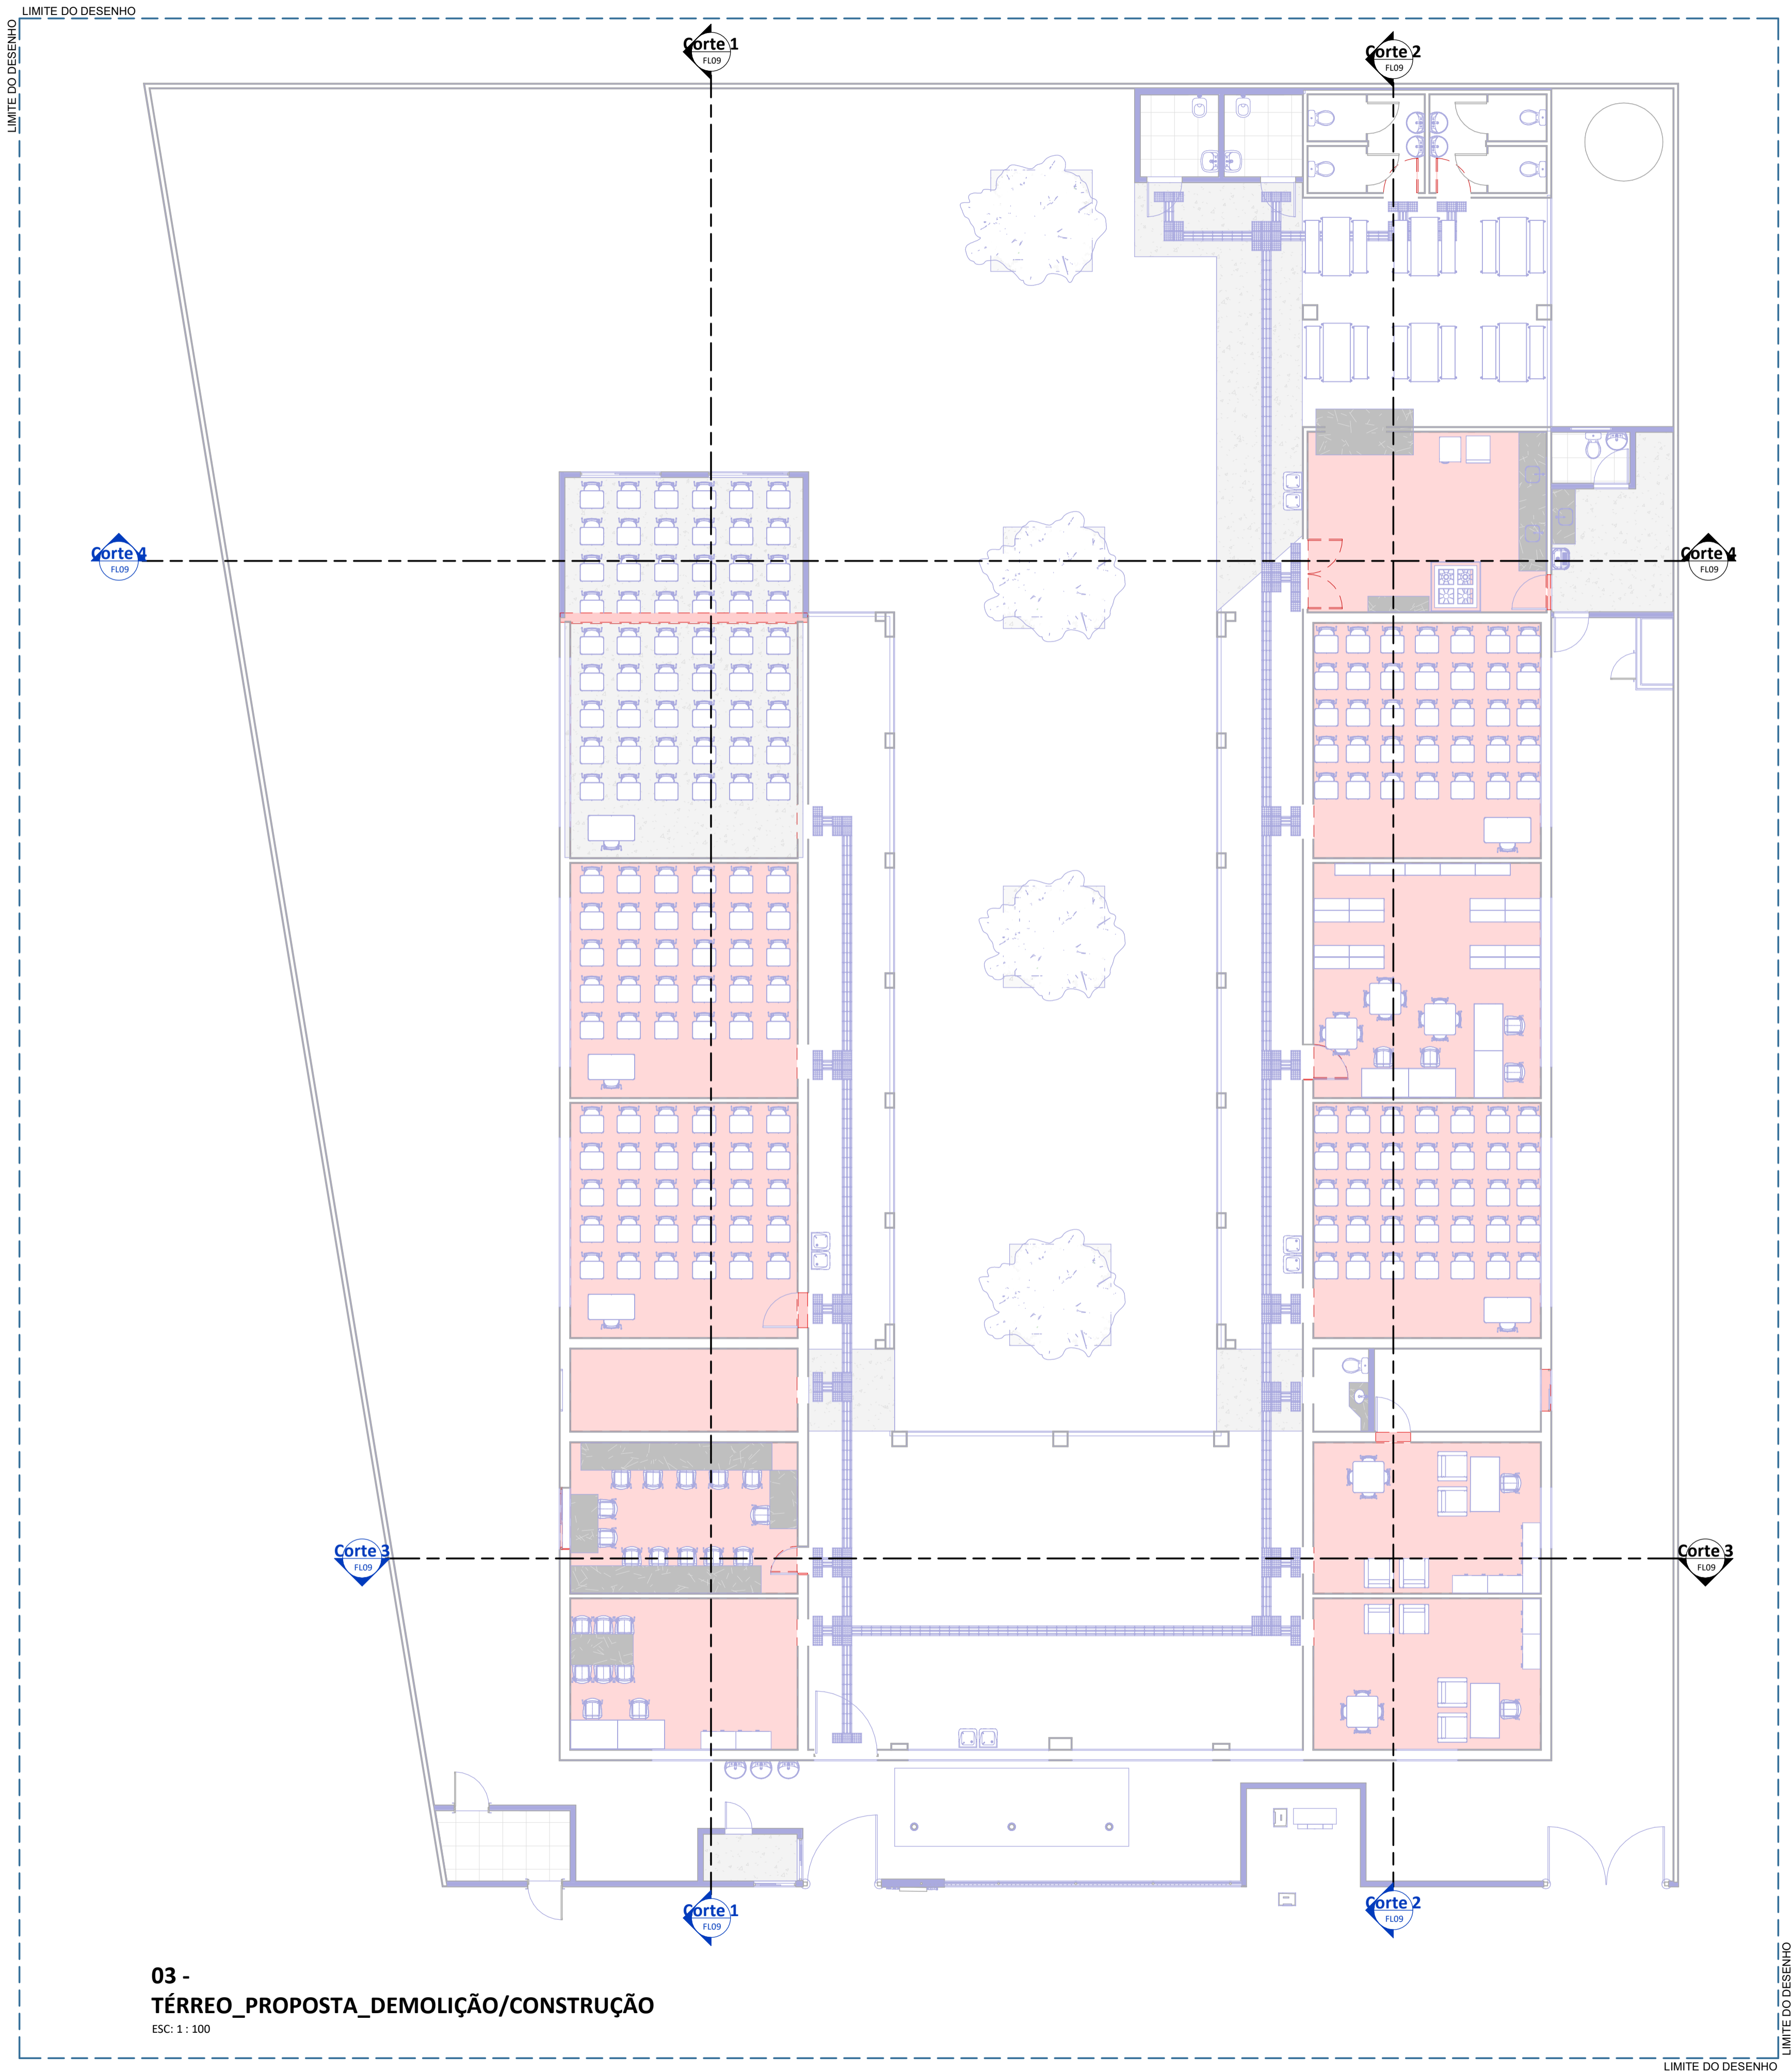 LIMITE DO DESENHO
LIMITE DO DESENHO
Corte 1
FL09
Corte 2
FL09
Corte 4
FL09
Corte 4
FL09
Corte 3
FL09
Corte 3
FL09
Corte 1
FL09
Corte 2
FL09
03 -
TÉRREO_PROPOSTA_DEMOLIÇÃO/CONSTRUÇÃO
ESC: 1 : 100
LIMITE DO DESENHO
LIMITE DO DESENHO